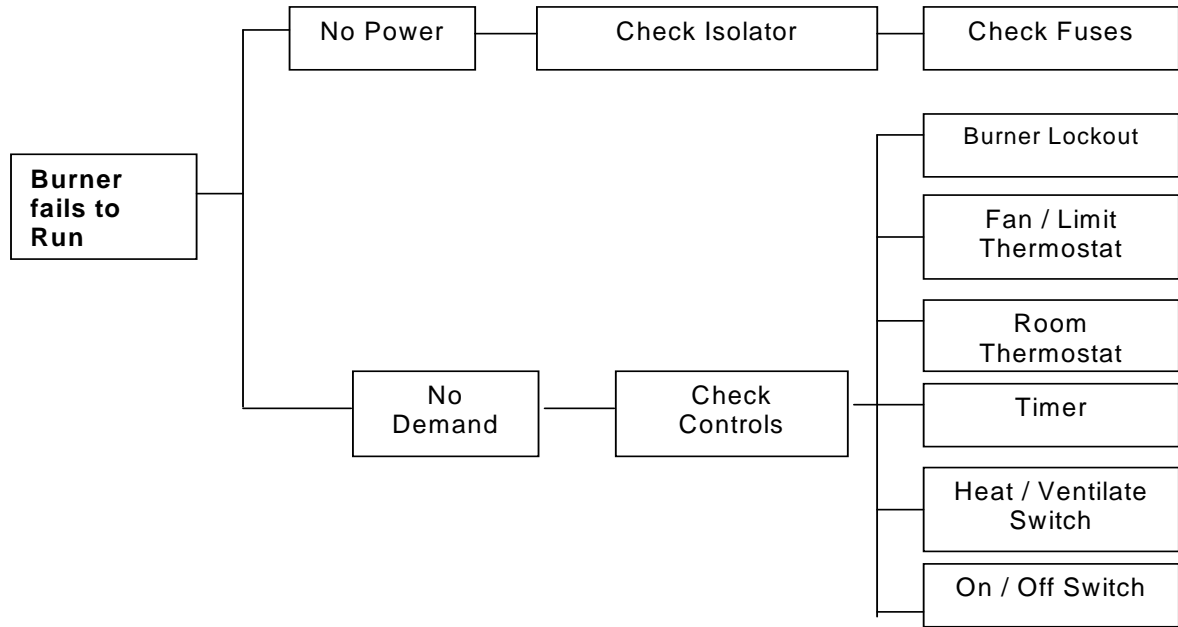 No Power
Check Isolator
Check Fuses
Burner
fails to
Run
Burner Lockout
Fan / Limit
Thermostat
Room
Thermostat
No
Demand
Check
Controls
Timer
Heat / Ventilate
Switch
On / Off Switch